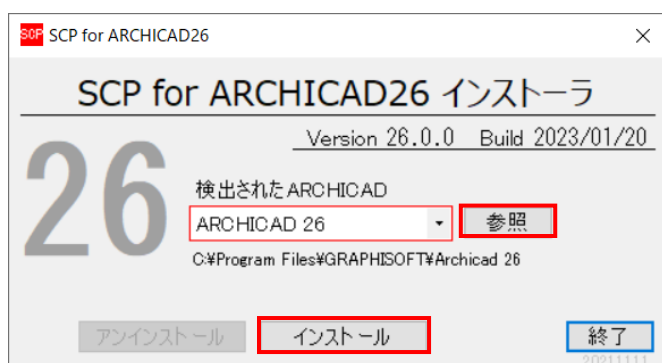 SCP SCP for ARCHICAD26
SCP for ARCHICAD26 インストーラ
Version 26.0.0 Build 2023/01/20
26
検出されたARCHICAD
ARCHICAD 26 参照
C:¥Program Files¥GRAPHISOFT¥Archicad 26
アンインストール インストール 終了
20211111